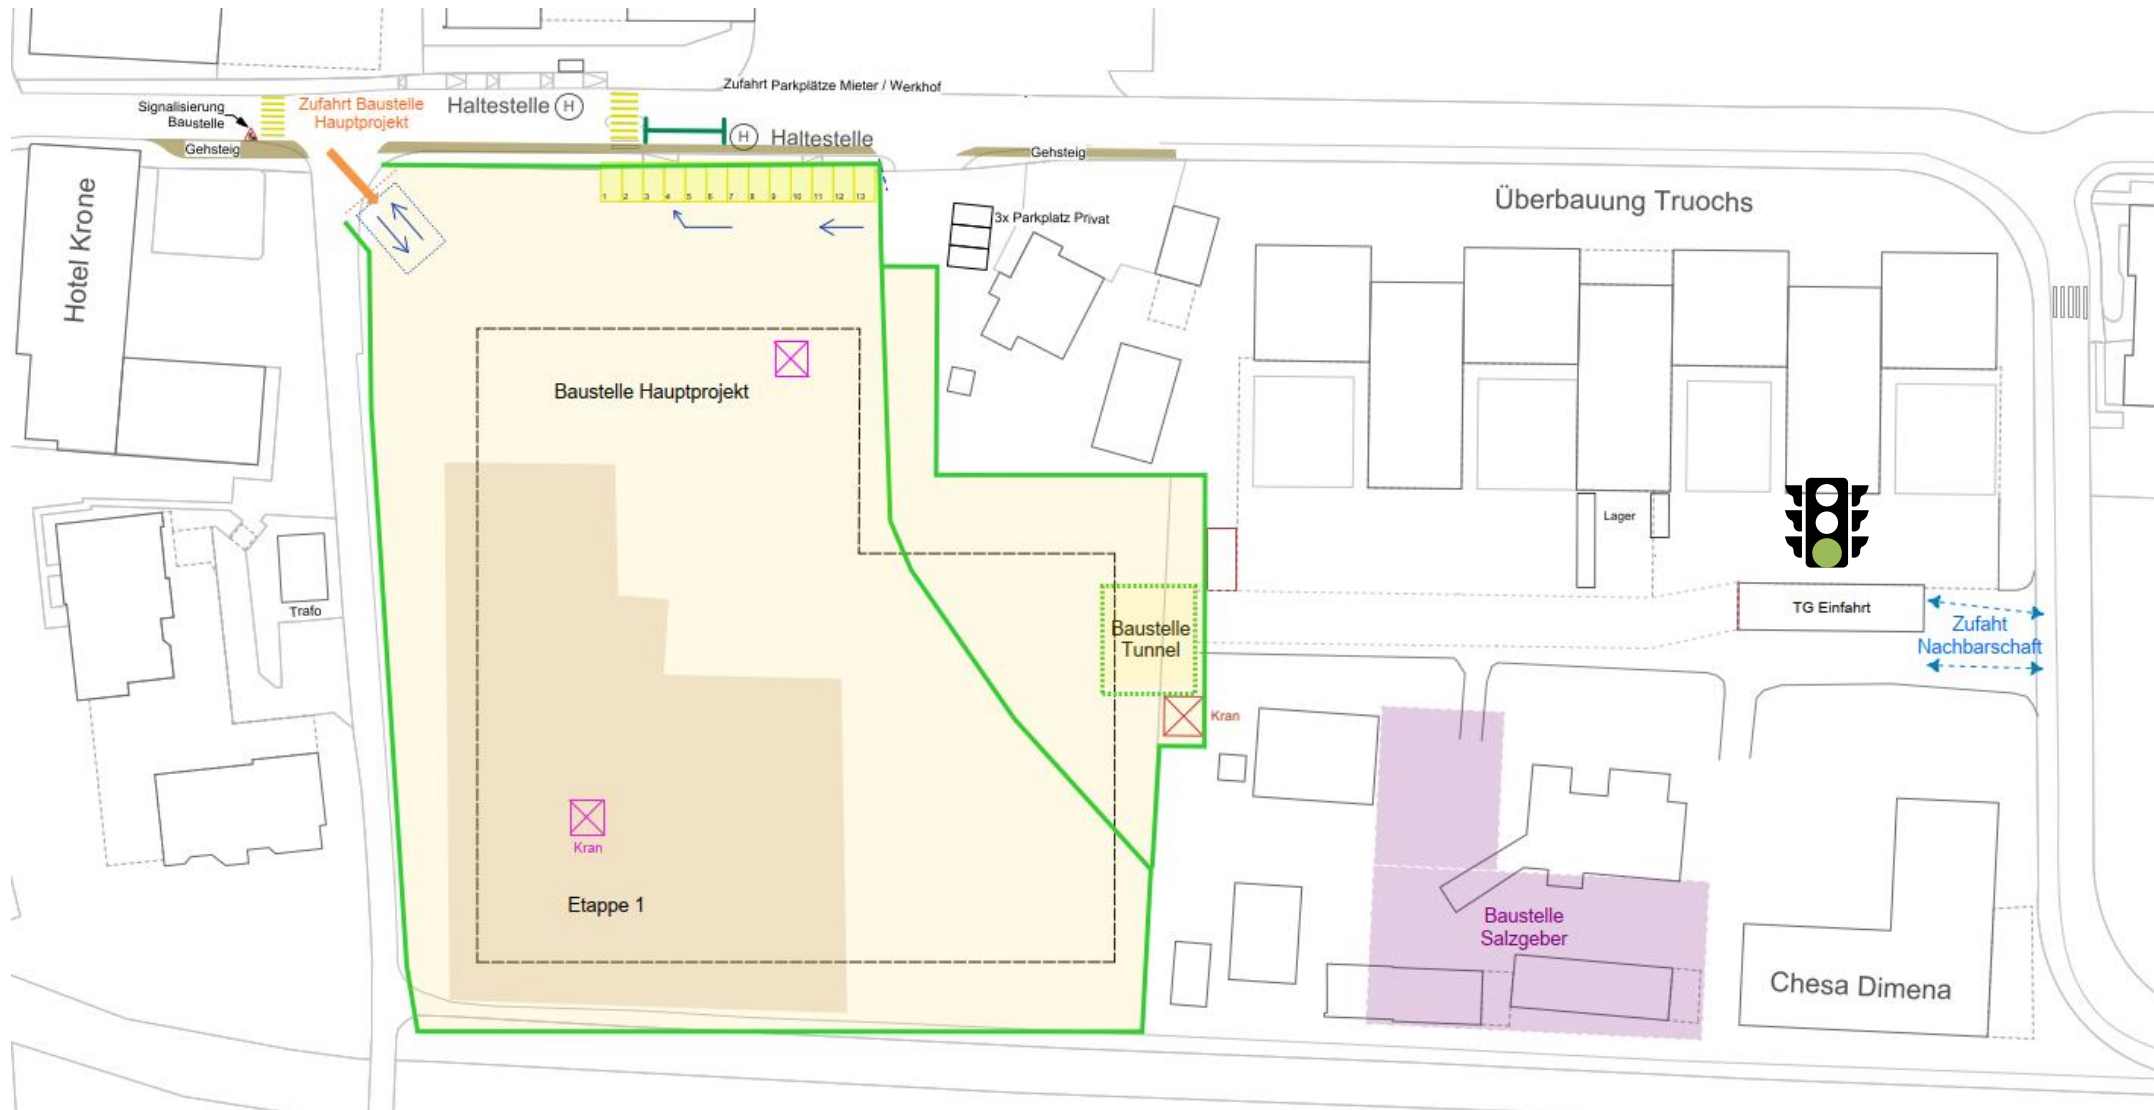 Zufahrt Parkplätze Mieter / Werkhof
Signalisierung
Baustelle
Zufahrt Baustelle
Hauptprojekt
Haltestelle H
H Haltestelle
Gehsteig
Gehsteig
1 2 3 4 5 6 7 8 9 10 11 12 13
Hotel Krone
3x Parkplatz Privat
Überbauung Truochs
Baustelle Hauptprojekt
Lager
Trafo
Baustelle
Tunnel
TG Einfahrt
Zufaht
Nachbarschaft
Kran
Kran
Etappe 1
Baustelle
Salzgeber
Chesa Dimena